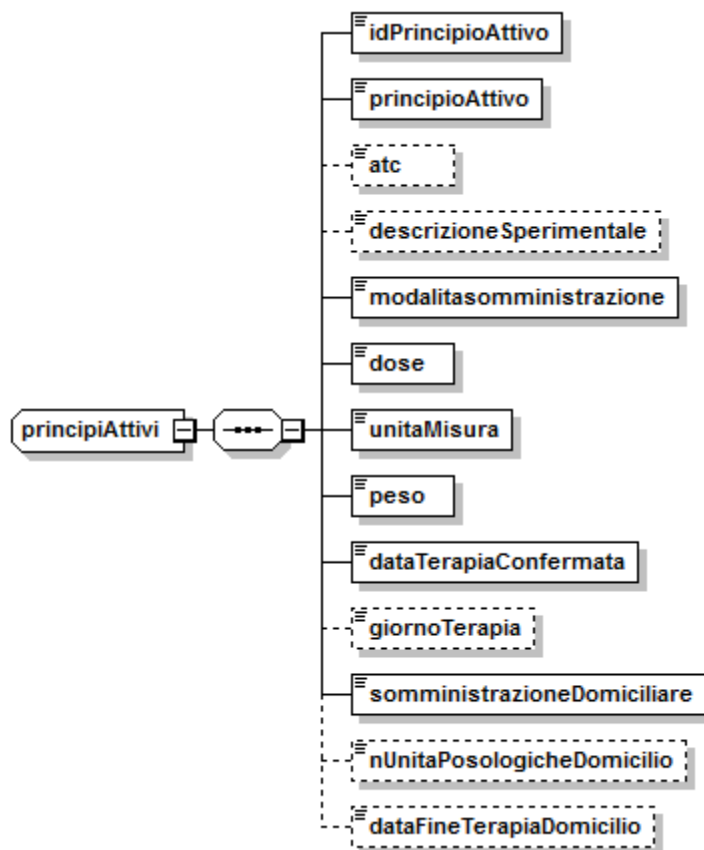 idPrincipioAttivo
principioAttivo
atc
descrizioneSperimentale
modalitasomministrazione
dose
principiAttivi
unitaMisura
peso
dataTerapiaConfermata
giornoTerapia
somministrazioneDomiciliare
nUnitaPosologicheDomicilio
dataFineTerapiaDomicilio